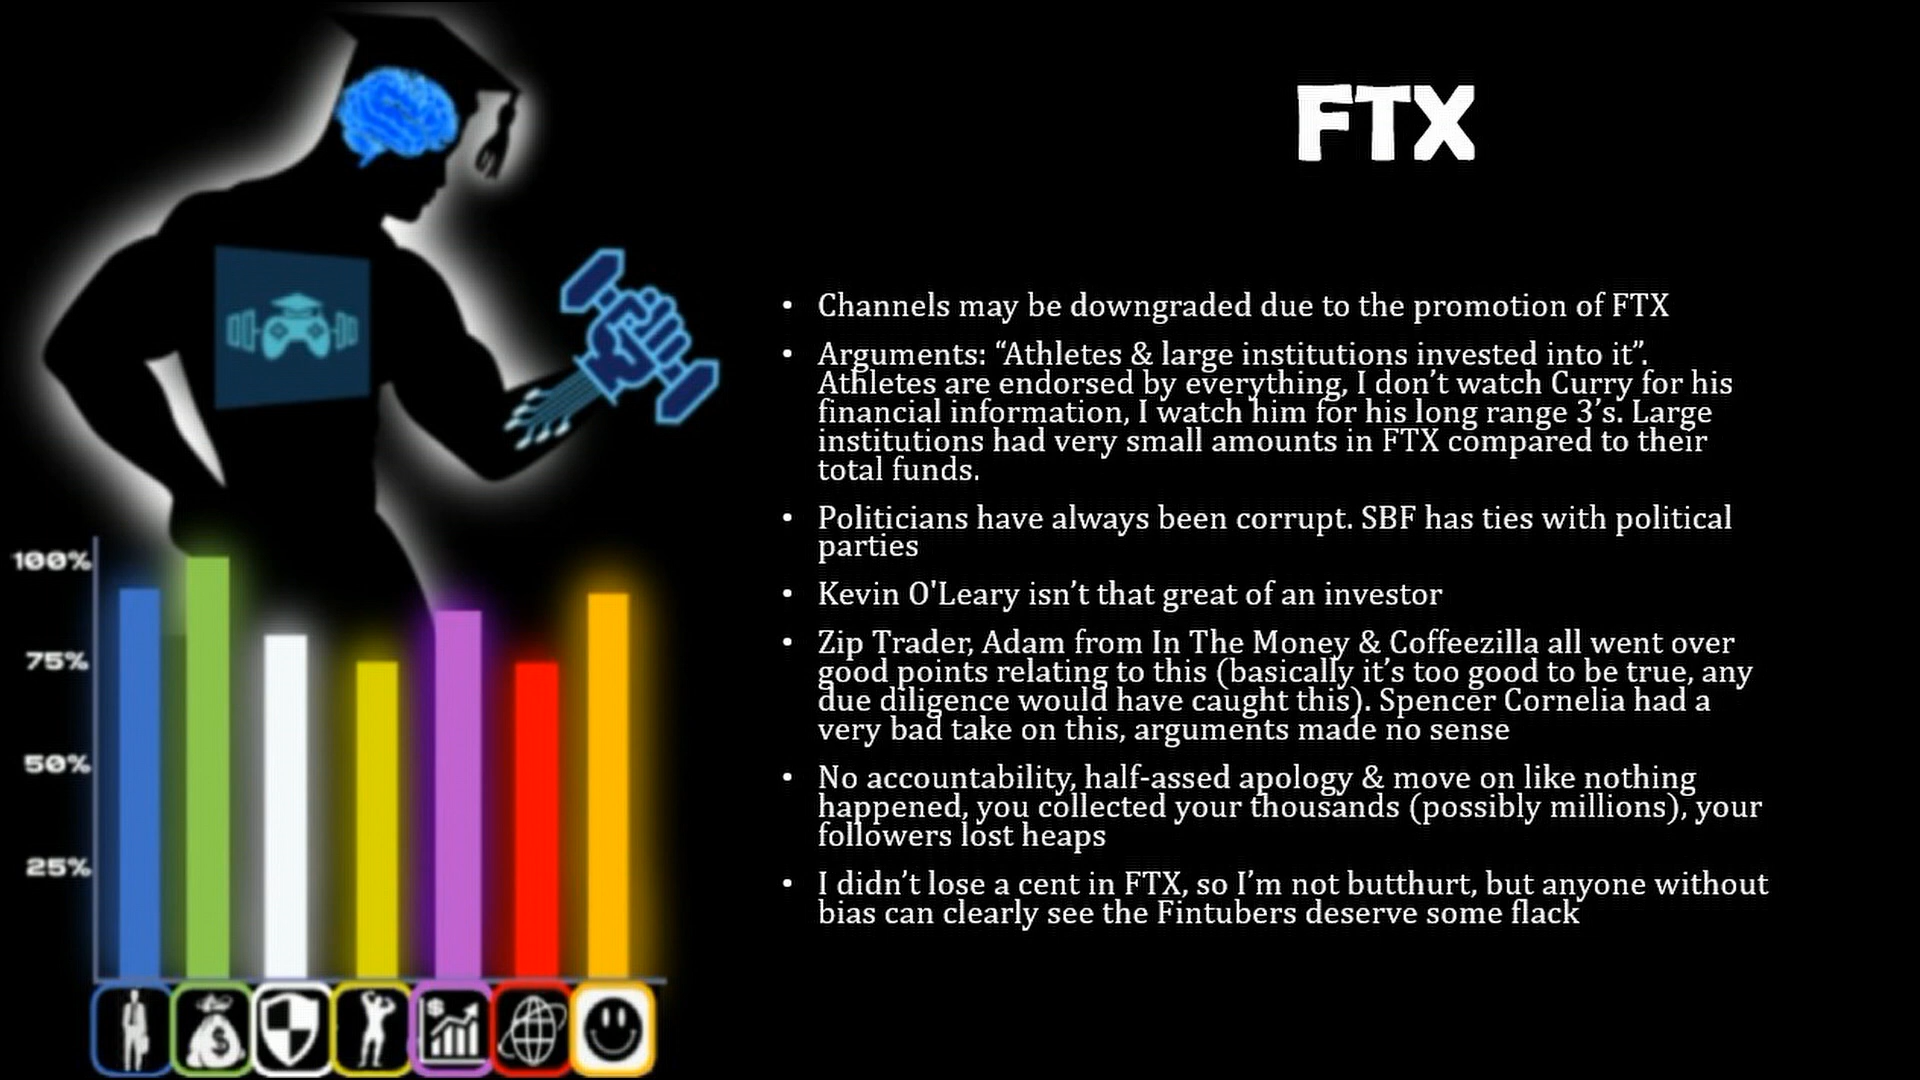 FTX
• Channels may be downgraded due to the promotion of FTX
• Arguments: “Athletes & large institutions invested into it”.
Athletes are endorsed by everything, I don’t watch Curry for his
financial information, I watch him for his long range 3’s. Large
institutions had very small amounts in FTX compared to their
total funds.
• Politicians have always been corrupt. SBF has ties with political
parties
• Kevin O'Leary isn’t that great of an investor
• Zip Trader, Adam from In The Money & Coffeezilla all went over
good points relating to this (basically it’s too good to be true, any
due diligence would have caught this). Spencer Cornelia had a
very bad take on this, arguments made no sense
• No accountability, half-assed apology & move on like nothing
happened, you collected your thousands (possibly millions), your
followers lost heaps
• I didn’t lose a cent in FTX, so I’m not butthurt, but anyone without
bias can clearly see the Fintubers deserve some flack
100%
75%
50%
25%
$
$